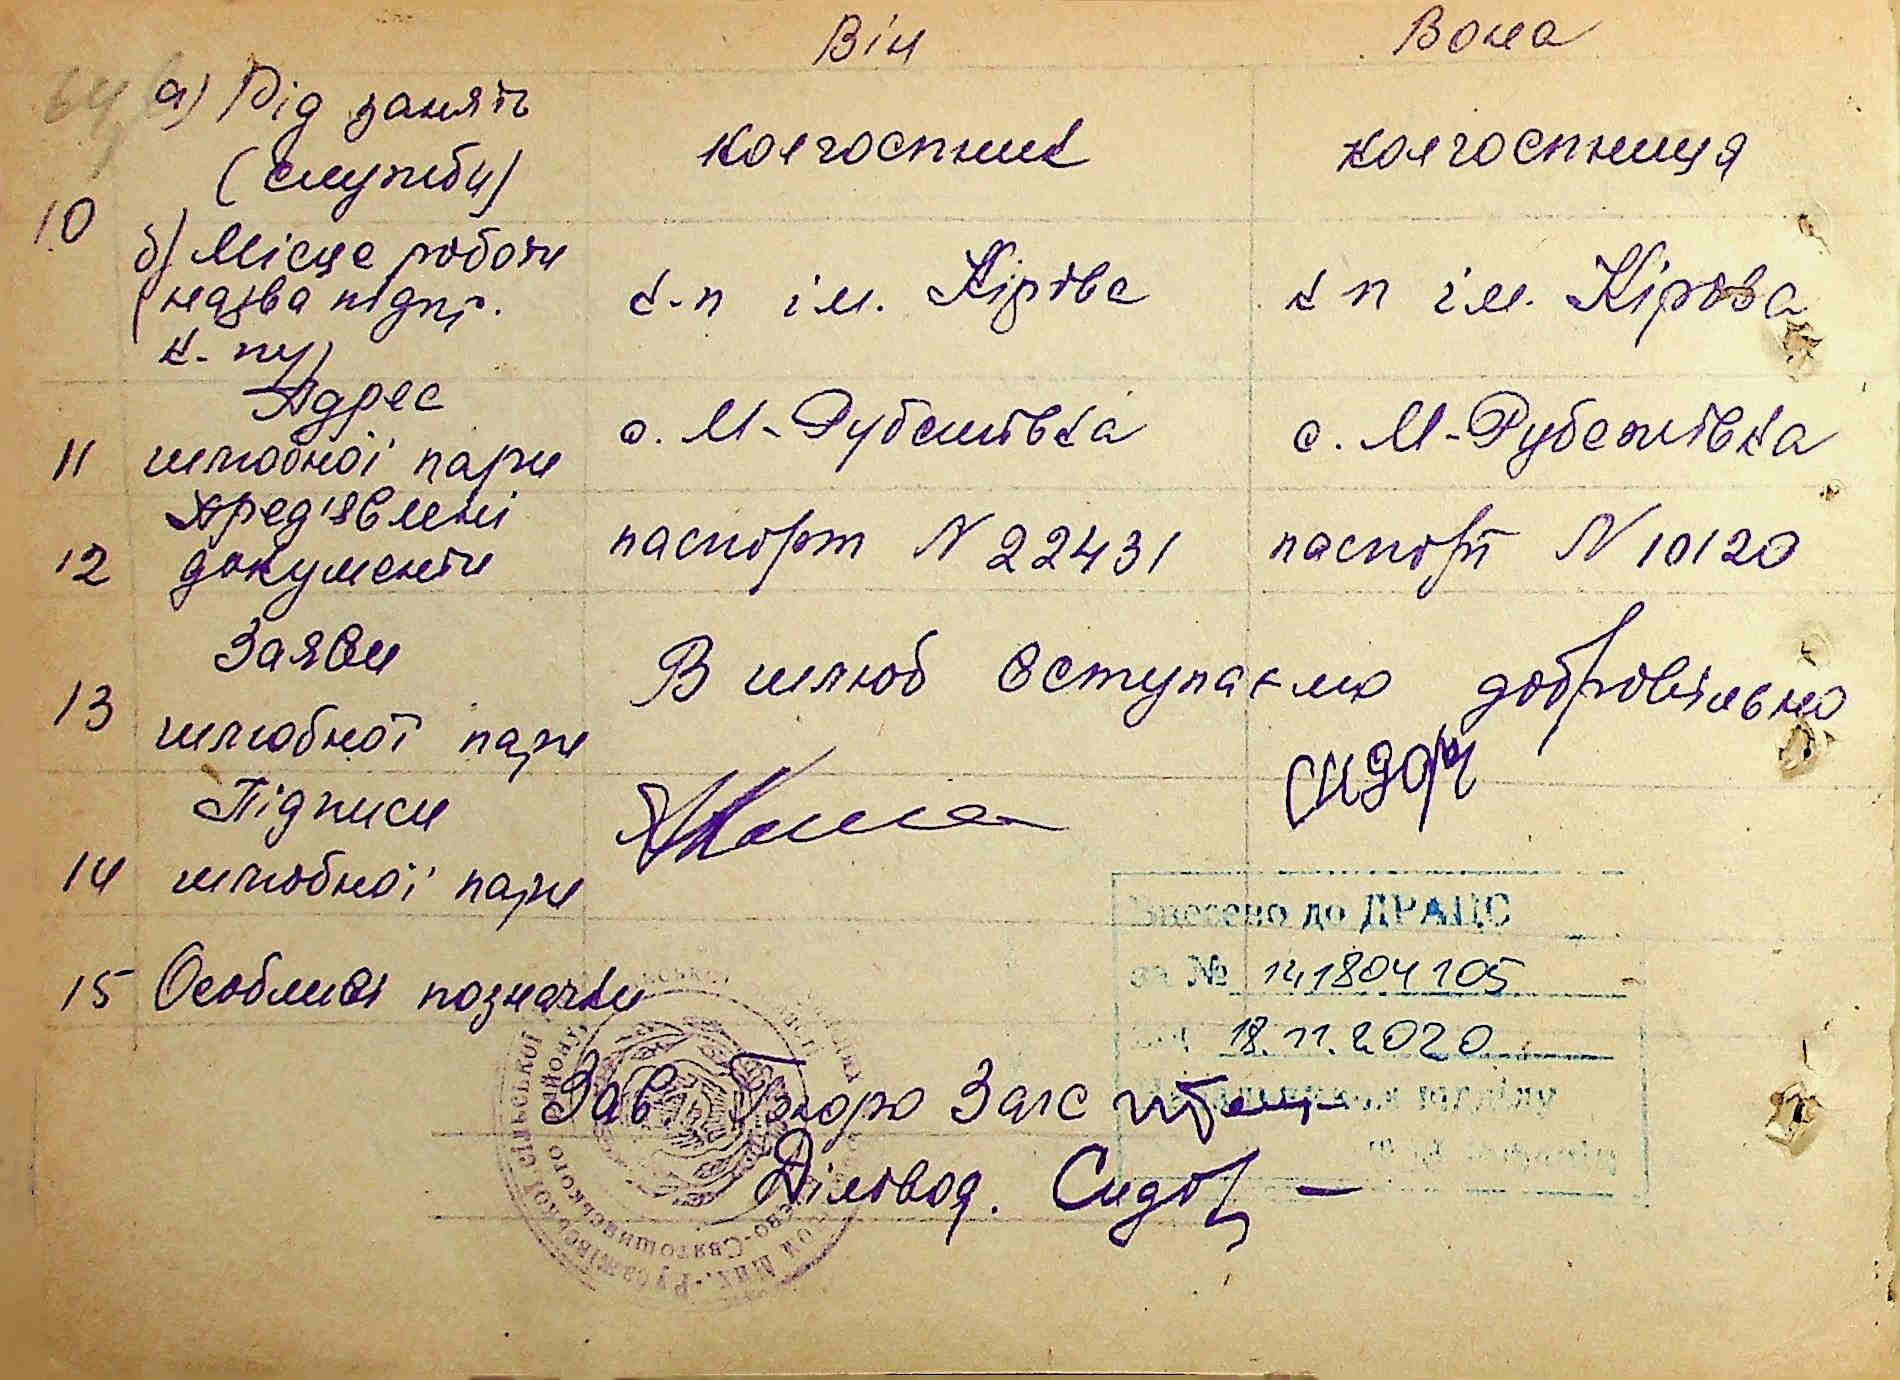 Він Вона
а) Рід занять
(служби) колгоспник колгоспниця
10
б) Місце роботи
(назва підпр. к-п ім. Кірова к п ім. Кірова
к-пу)
Адрес
11 шлюбної пари с. М-Рубежівка с. М-Рубежівка
Пред'явлені
12 документи паспорт N 22431 паспорт N 10120
Заяви В шлюб вступаємо добровільно
13 шлюбної пари
Підписи Сидор
14 шлюбної пари
Внесено до ДРАЦС
15 Особливі позначки за № 141804105
18.11.2020
Зав. Бюро Загс
Діловод.